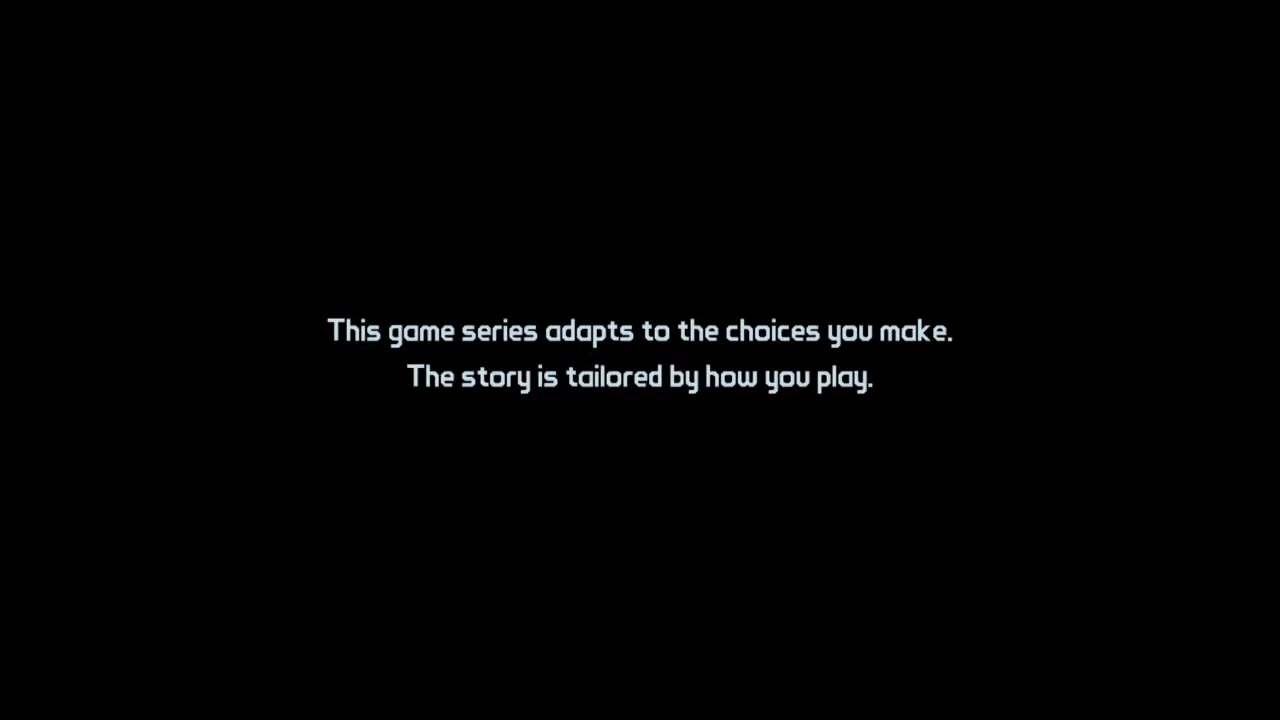 This game series adapts to the choices you make.
The story is tailored by how you play.